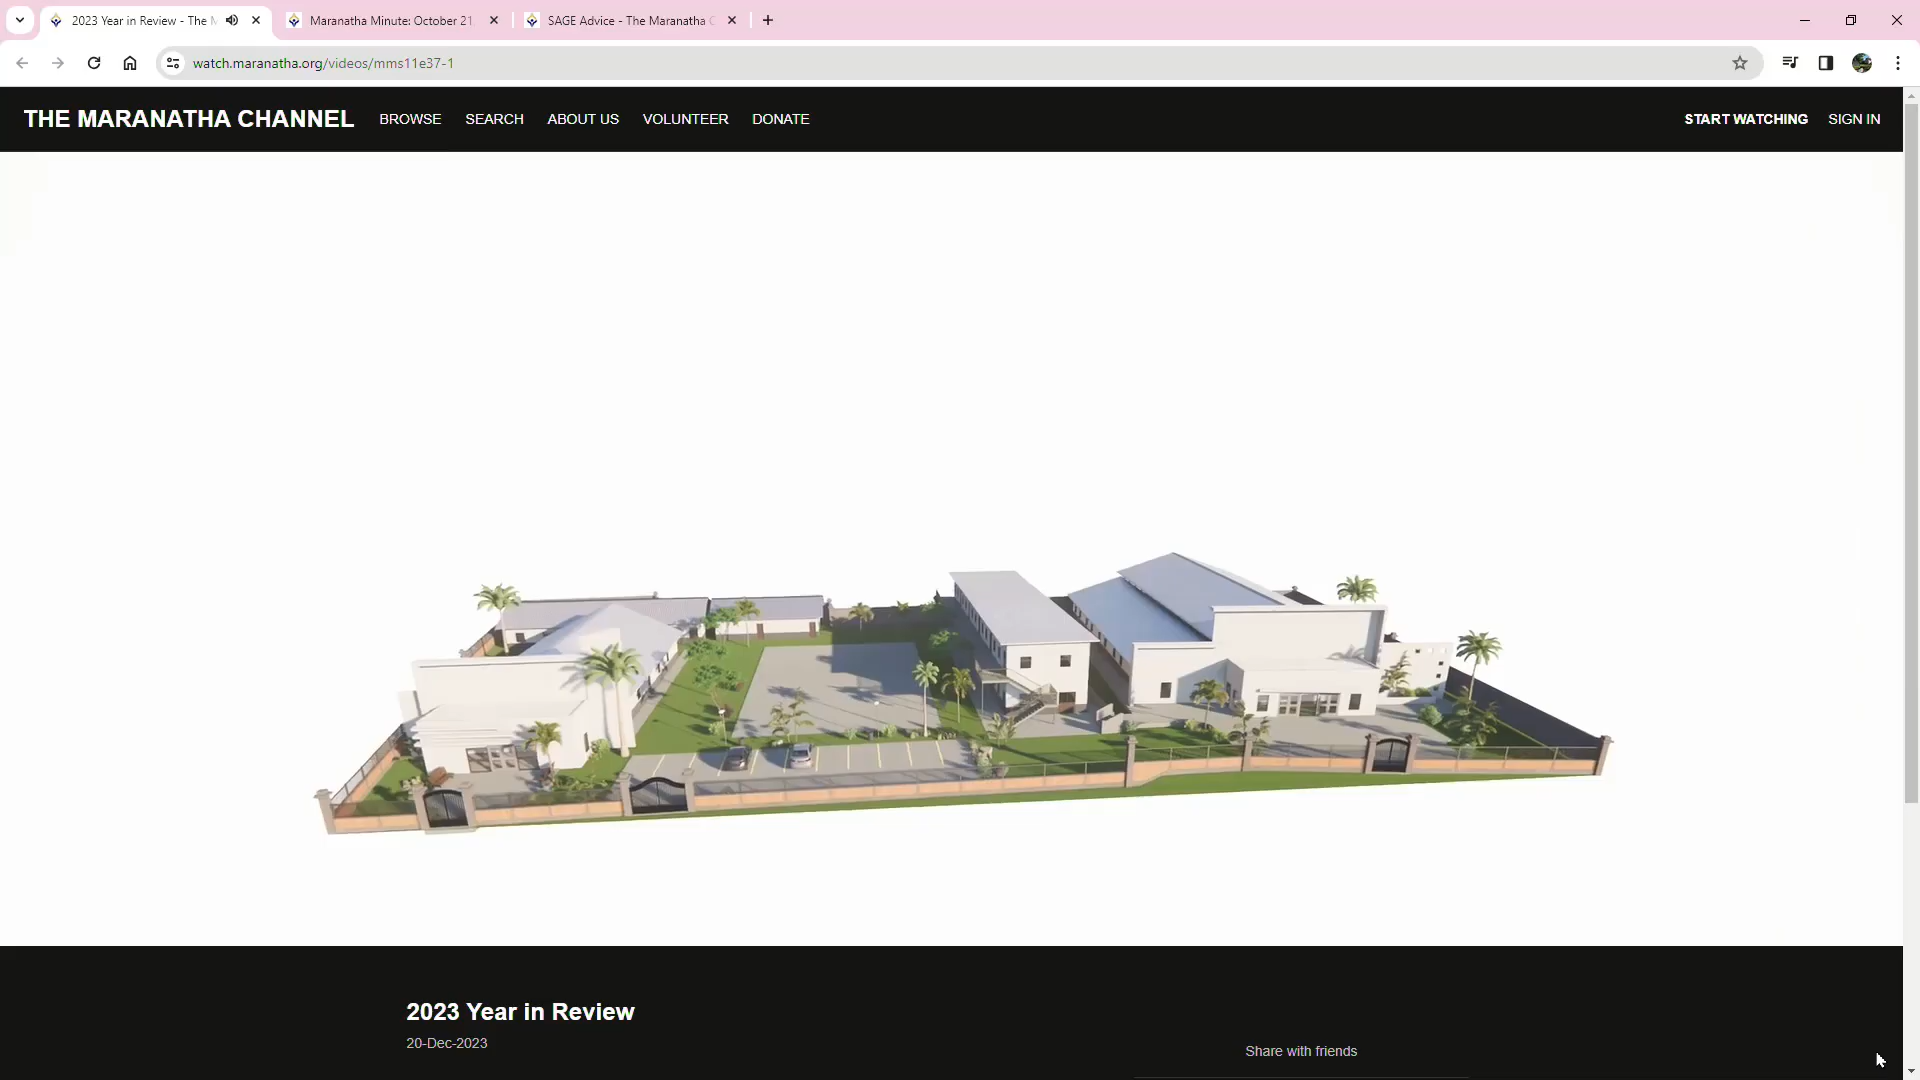 2023 Year in Review - The M
Maranatha Minute: October 21
SAGE Advice - The Maranatha C
watch.maranatha.org/videos/mms11e37-1
THE MARANATHA CHANNEL BROWSE SEARCH ABOUT US VOLUNTEER DONATE START WATCHING SIGN IN
2023 Year in Review
20-Dec-2023
Share with friends